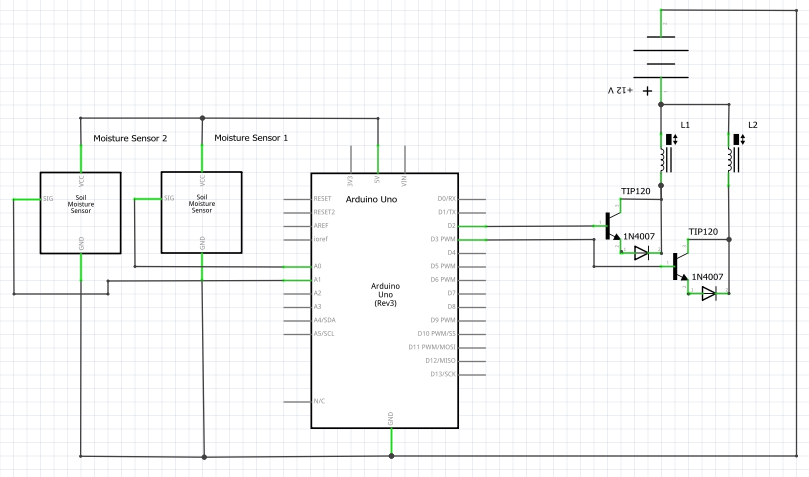 +12 V
+
L1
L2
Moisture Sensor 2
Moisture Sensor 1
VCC
VCC
3V3
5V
VIN
TIP120
SIG
Soil
Moisture
Sensor
SIG
Soil
Moisture
Sensor
RESET
Arduino Uno
D0/RX
RESET2
D1/TX
AREF
D2
ioref
D3 PWM
TIP120
1N4007
GND
GND
D4
A0
D5 PWM
A1
Arduino
Uno
(Rev3)
D6 PWM
1N4007
A2
D7
A3
D8
A4/SDA
D9 PWM
A5/SCL
D10 PWM/SS
D11 PWM/MOSI
D12/MISO
D13/SCK
N/C
GND